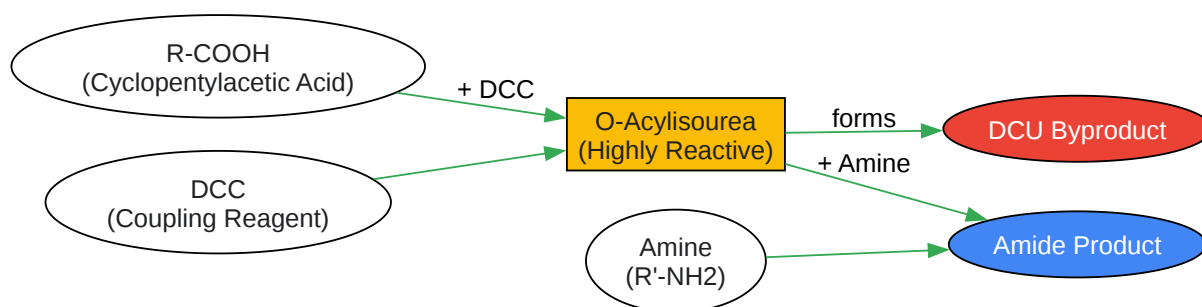 R-COOH
(Cyclopentylacetic Acid)
+ DCC
DCC
(Coupling Reagent)
O-Acylisourea
(Highly Reactive)
forms
+ Amine
DCU Byproduct
Amine
(R'-NH2)
Amide Product